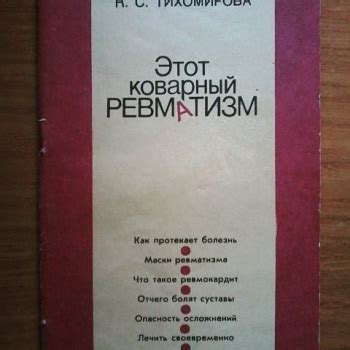 С. ТИХОМИРОВА
Этот
коварный
РЕВМАТИЗМ
Как протекает болезнь
Маски ревматизма
Что такое ревмокардит
Отчего болят суставы
Опасность осложнений
Лечить своевременно